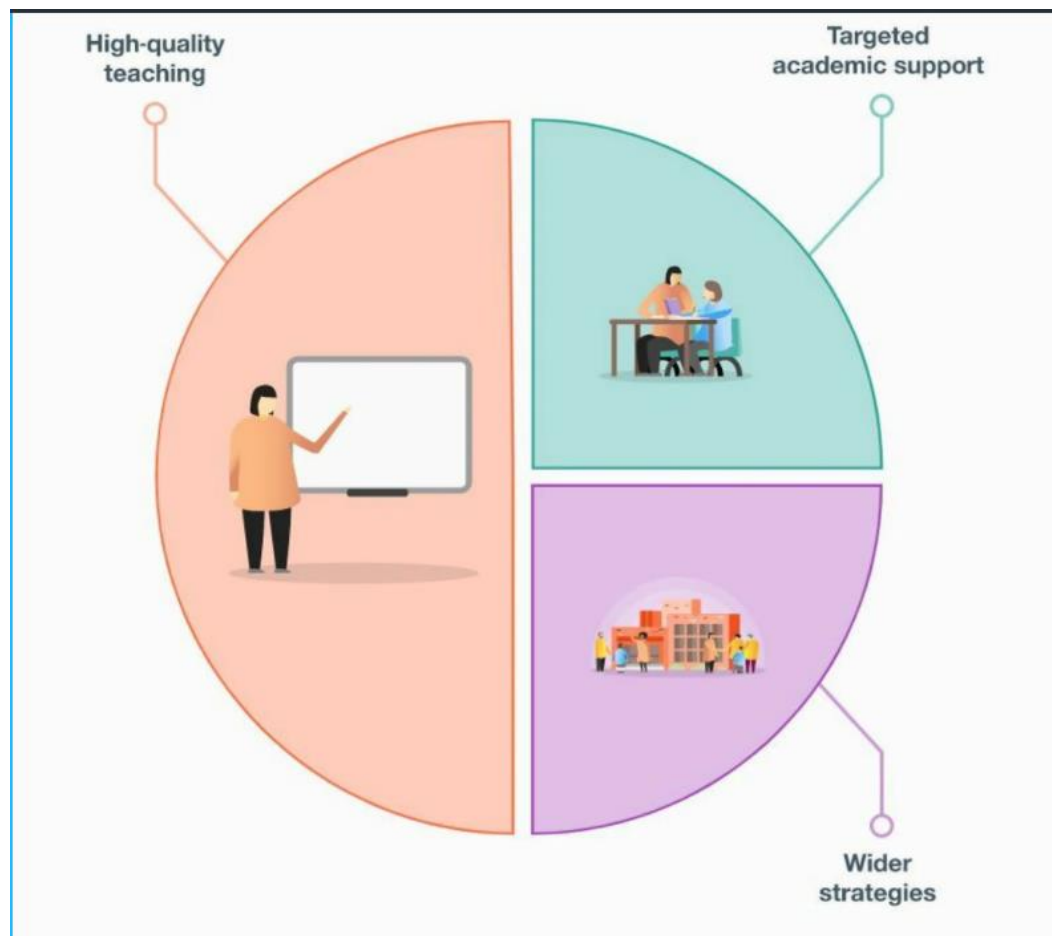 High-quality
teaching
Targeted
academic support
Wider
strategies